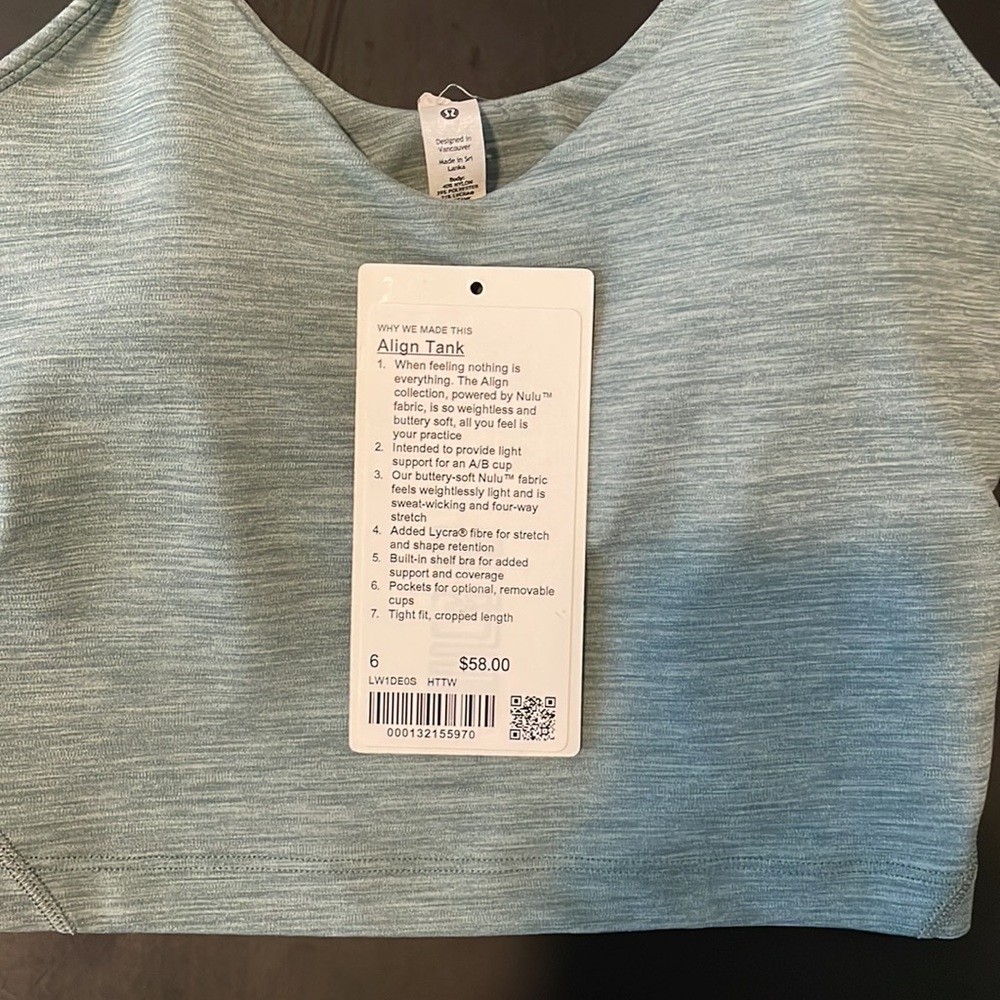 Designed in
Vancouver
Made in Sri
Lanka
Body:
40% NYLON
WHY WE MADE THIS
Align Tank
1. When feeling nothing is
everything. The Align
collection, powered by Nulu™
fabric, is so weightless and
buttery soft, all you feel is
your practice
2. Intended to provide light
support for an A/B cup
3. Our buttery-soft Nulu™ fabric
feels weightlessly light and is
sweat-wicking and four-way
stretch
4. Added Lycra® fibre for stretch
and shape retention
5. Built-in shelf bra for added
support and coverage
6. Pockets for optional, removable
cups
7. Tight fit, cropped length
6 $58.00
LW1DE0S HTTW
000132155970